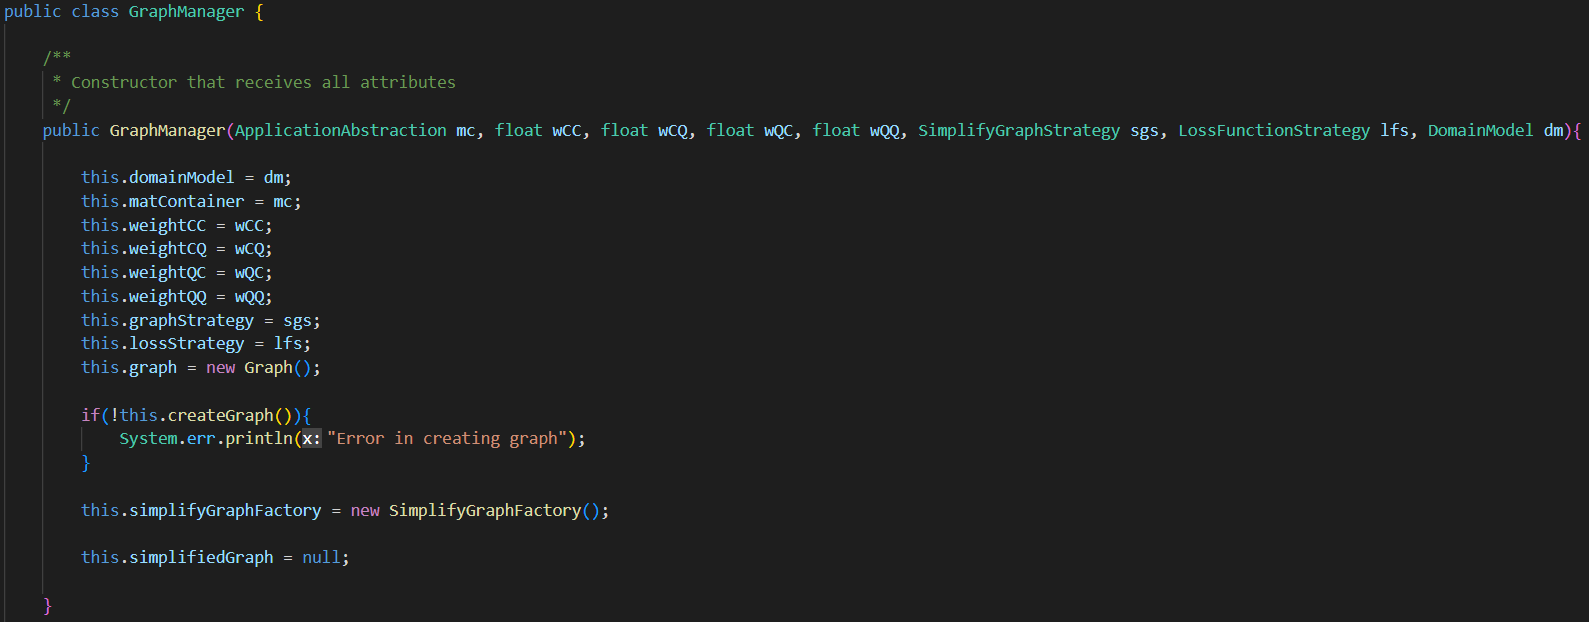 public class GraphManager {
/**
* Constructor that receives all attributes
*/
public GraphManager(ApplicationAbstraction mc, float wCC, float wCQ, float wQC, float wQQ, SimplifyGraphStrategy sgs, LossFunctionStrategy lfs, DomainModel dm){
this.domainModel = dm;
this.matContainer = mc;
this.weightCC = wCC;
this.weightCQ = wCQ;
this.weightQC = wQC;
this.weightQQ = wQQ;
this.graphStrategy = sgs;
this.lossStrategy = lfs;
this.graph = new Graph();
if(!this.createGraph()){
System.err.println(x: "Error in creating graph");
}
this.simplifyGraphFactory = new SimplifyGraphFactory();
this.simplifiedGraph = null;
}